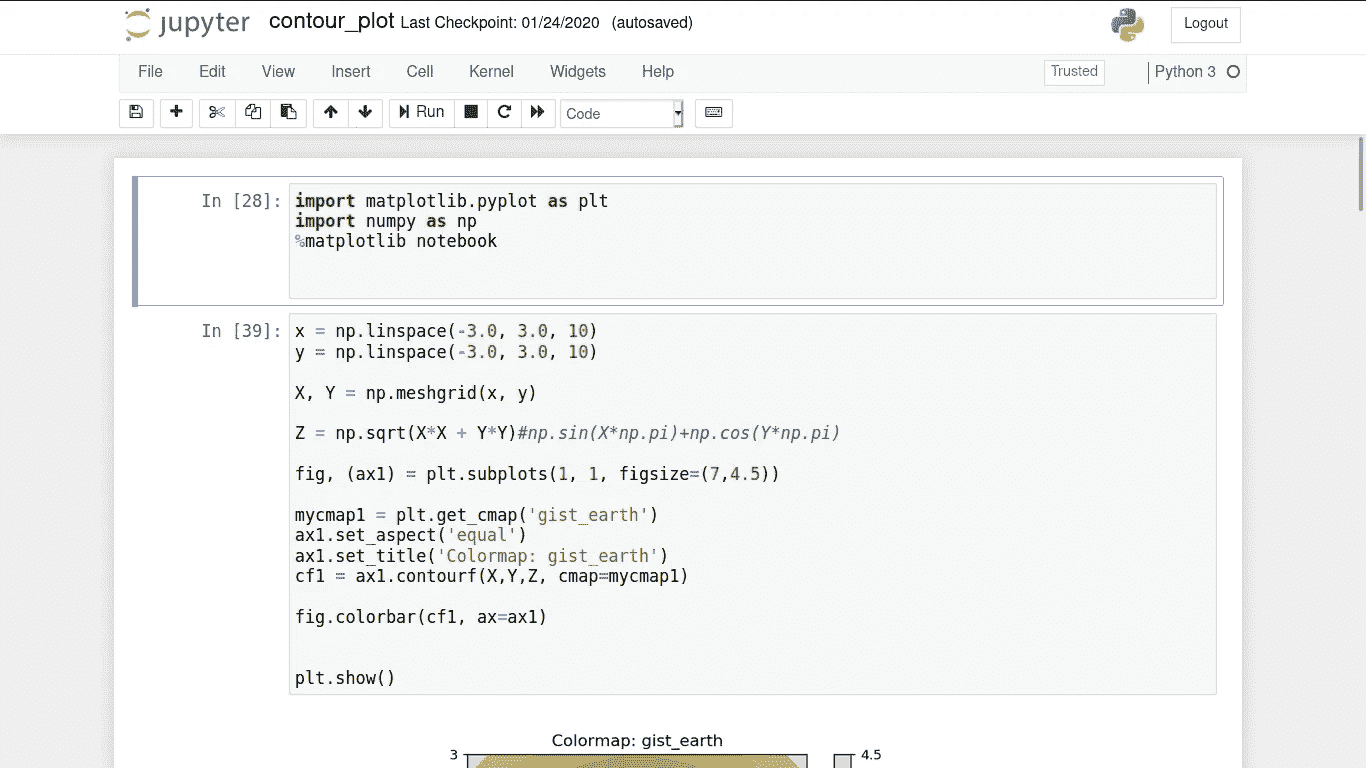 jupyter contour_plot Last Checkpoint: 01/24/2020 (autosaved) Logout
File Edit View Insert Cell Kernel Widgets Help Trusted Python 3
Run Code
In [28]: import matplotlib.pyplot as plt
import numpy as np
%matplotlib notebook
In [39]: x = np.linspace(-3.0, 3.0, 10)
y = np.linspace(-3.0, 3.0, 10)
X, Y = np.meshgrid(x, y)
Z = np.sqrt(X*X + Y*Y)#np.sin(X*np.pi)+np.cos(Y*np.pi)
fig, (ax1) = plt.subplots(1, 1, figsize=(7,4.5))
mycmap1 = plt.get_cmap('gist_earth')
ax1.set_aspect('equal')
ax1.set_title('Colormap: gist_earth')
cf1 = ax1.contourf(X,Y,Z, cmap=mycmap1)
fig.colorbar(cf1, ax=ax1)
plt.show()
Colormap: gist_earth
3 4.5